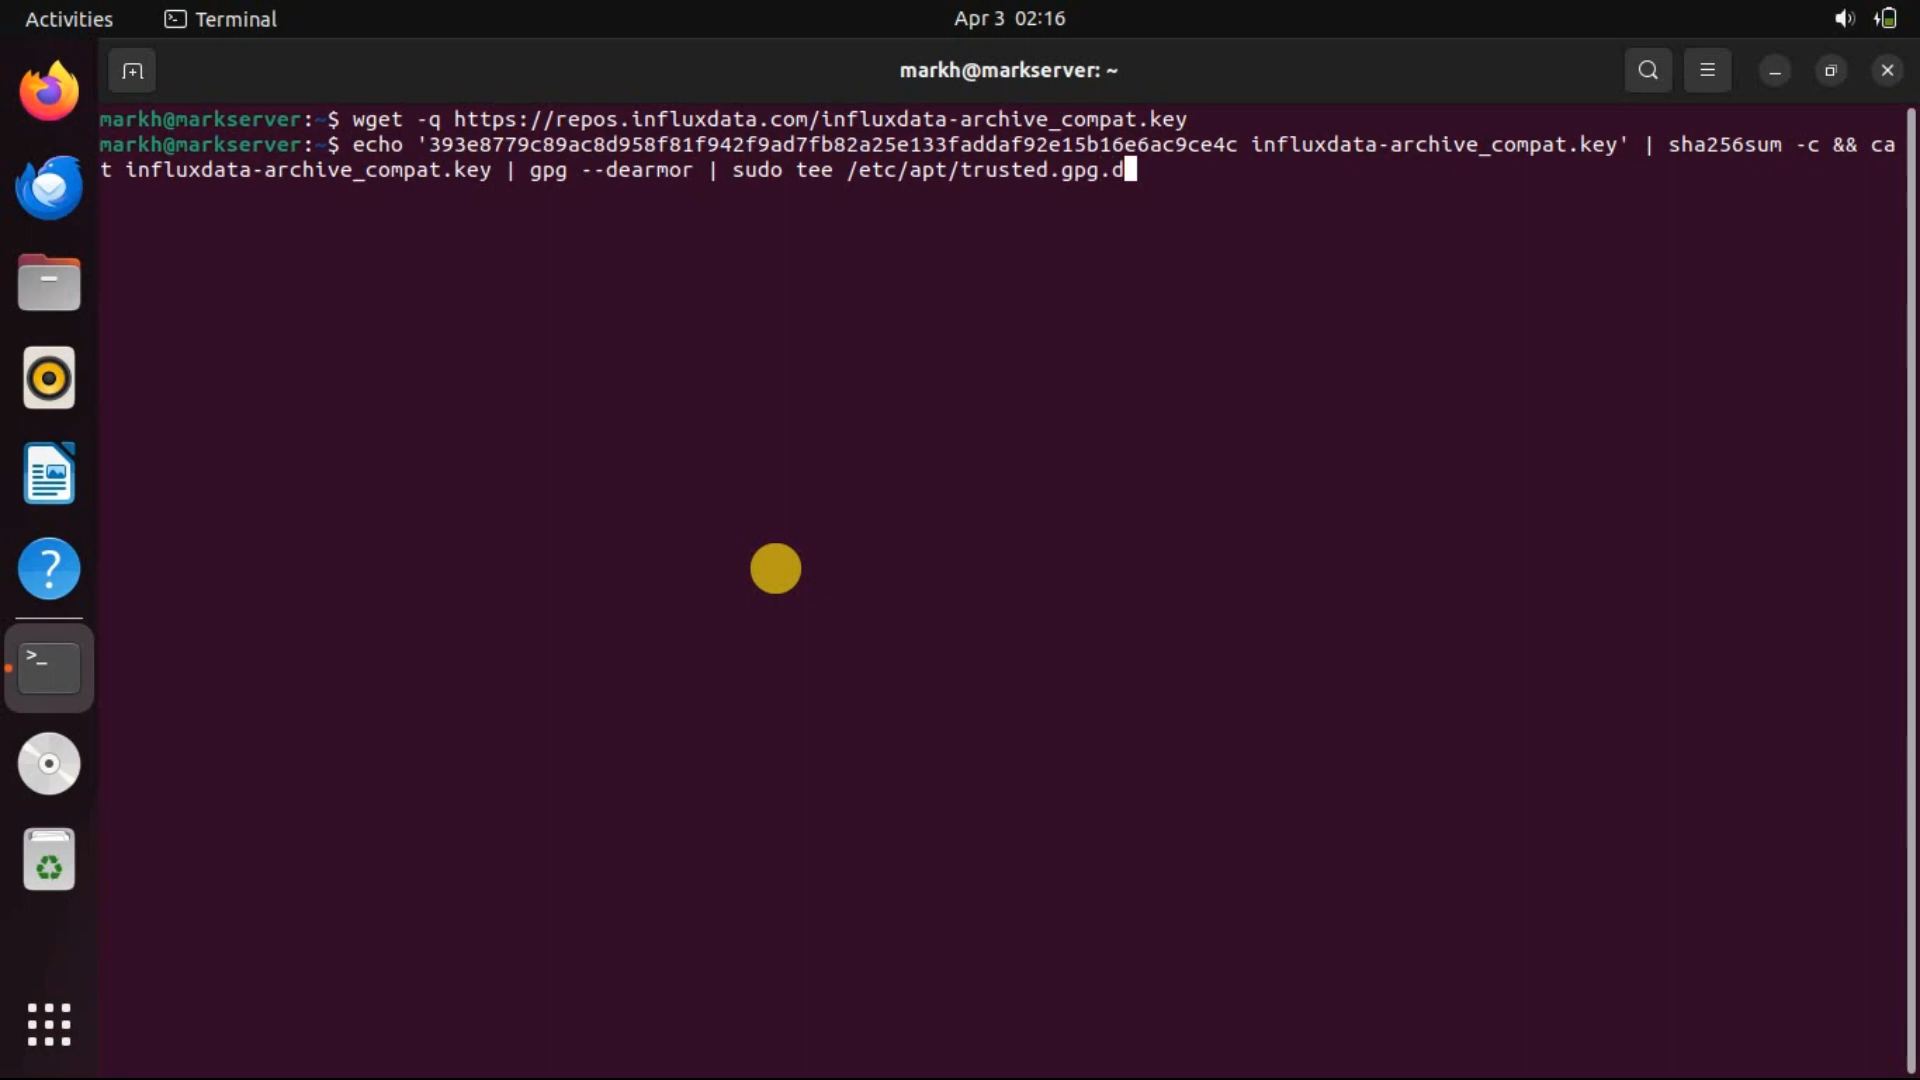 Activities Terminal Apr 3 02:16
markh@markserver: ~
markh@markserver:~$ wget -q https://repos.influxdata.com/influxdata-archive_compat.key
markh@markserver:~$ echo '393e8779c89ac8d958f81f942f9ad7fb82a25e133faddaf92e15b16e6ac9ce4c influxdata-archive_compat.key' | sha256sum -c && ca
t influxdata-archive_compat.key | gpg --dearmor | sudo tee /etc/apt/trusted.gpg.d